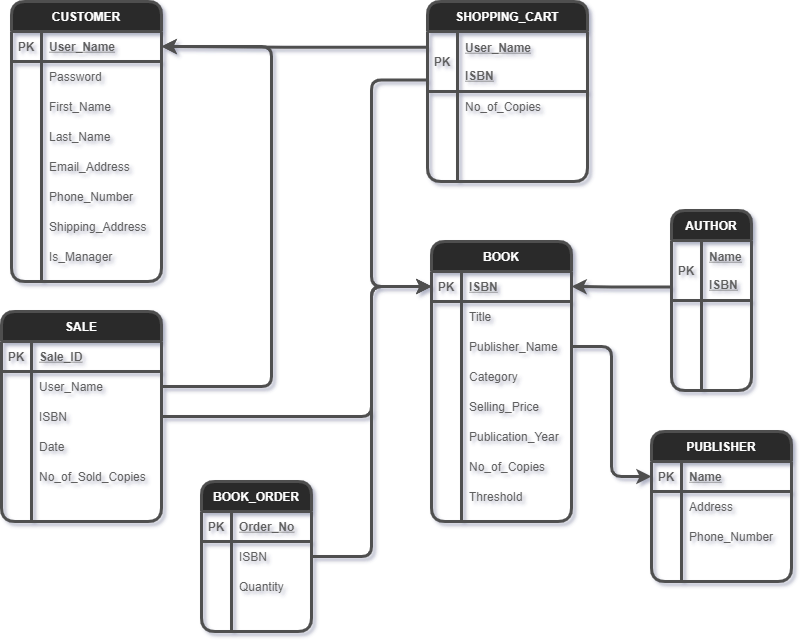 CUSTOMER
PK User_Name
Password
First_Name
Last_Name
Email_Address
Phone_Number
Shipping_Address
Is_Manager
SHOPPING_CART
PK
User_Name
ISBN
No_of_Copies
AUTHOR
PK
Name
ISBN
BOOK
PK ISBN
Title
Publisher_Name
Category
Selling_Price
Publication_Year
No_of_Copies
Threshold
SALE
PK Sale_ID
User_Name
ISBN
Date
No_of_Sold_Copies
PUBLISHER
PK Name
Address
Phone_Number
BOOK_ORDER
PK Order_No
ISBN
Quantity